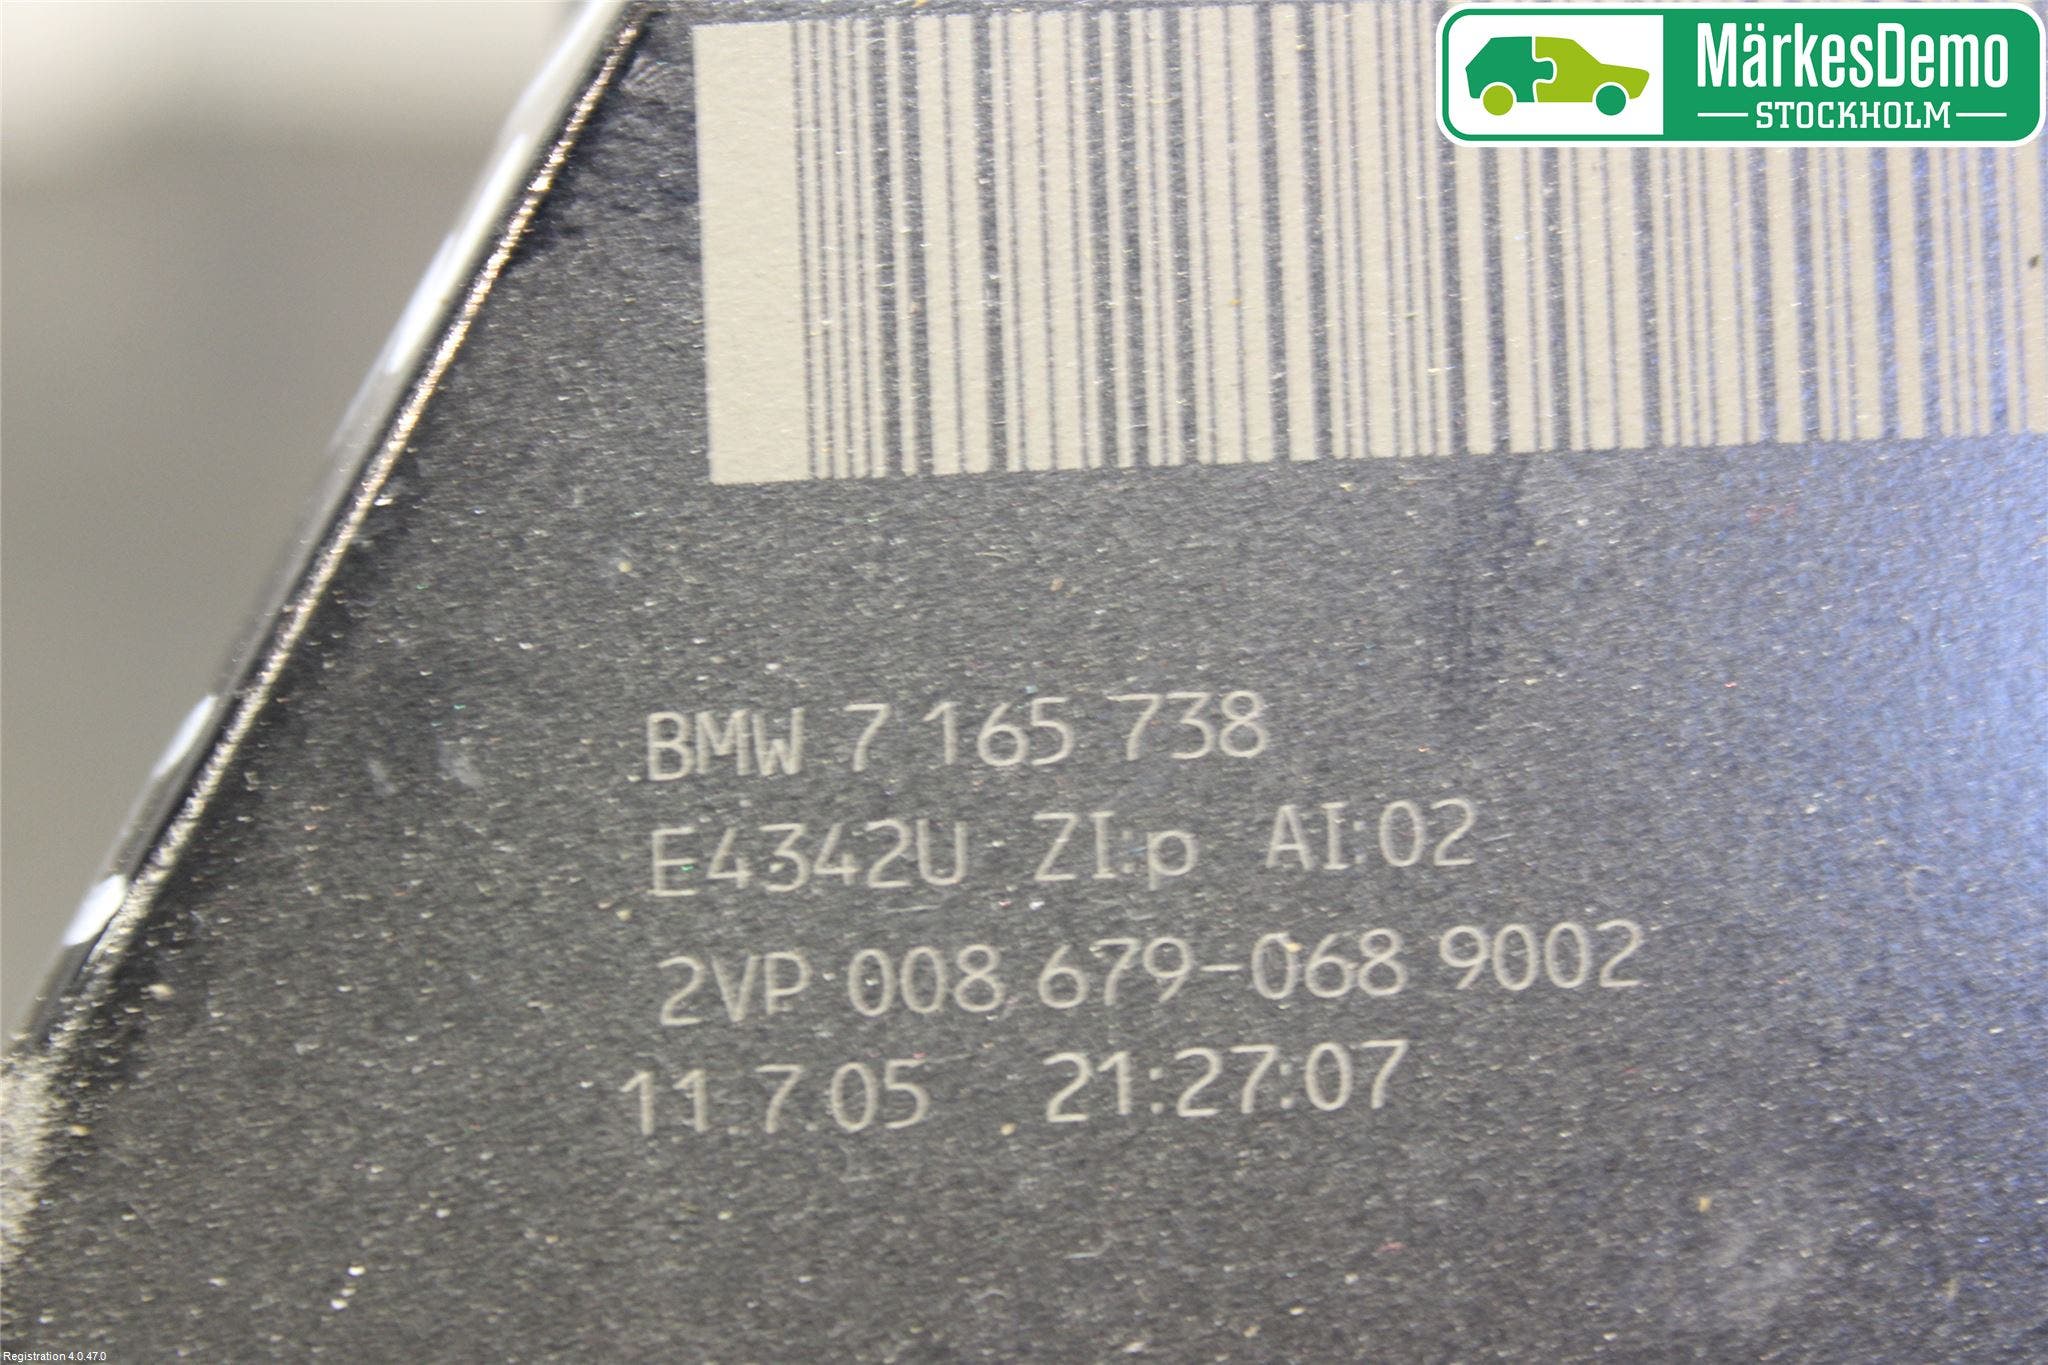 MärkesDemo
STOCKHOLM
BMW 7 165 738
E4342U ZI:p AI:02
2VP 008 679-068 9002
11.7.05 21:27:07
Registration 4.0.47.0